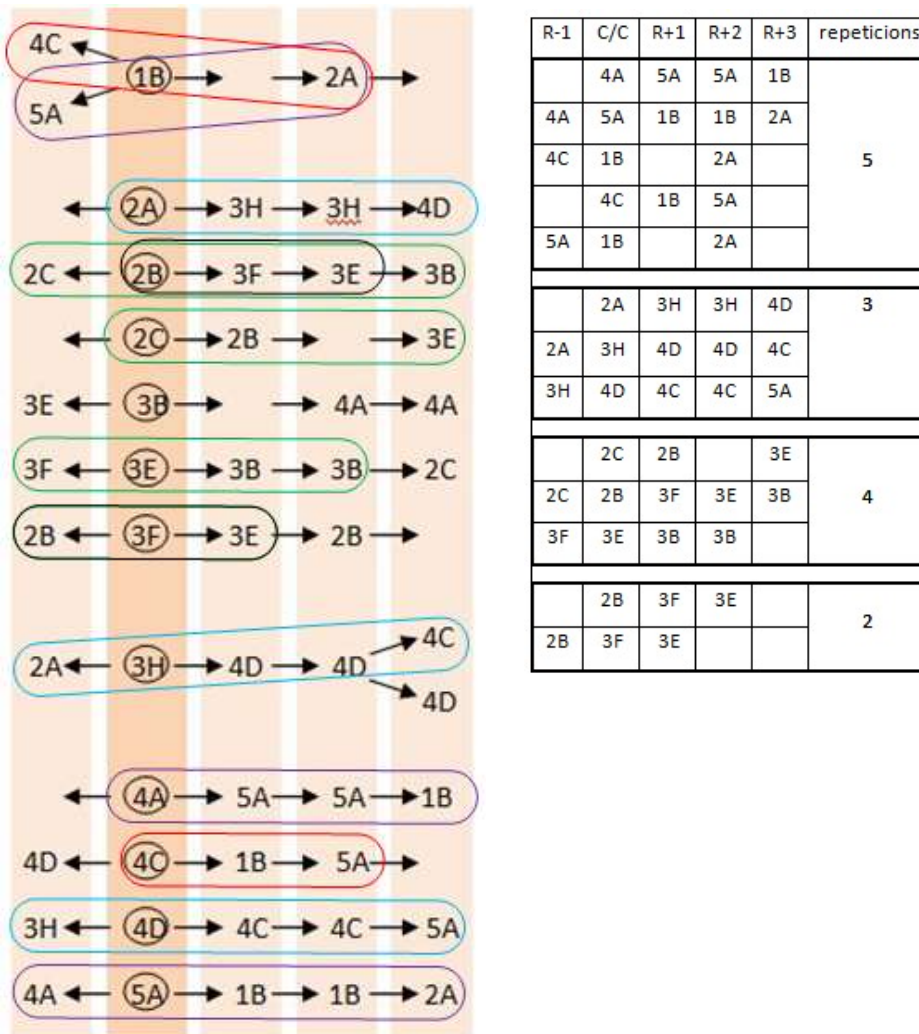 4C
1B 2A
5A
2A 3H 3H 4D
2C 2B 3F 3E 3B
2C 2B 3E
3E 3B 4A 4A
3F 3E 3B 3B 2C
2B 3F 3E 2B
4C
2A 3H 4D 4D
4D
4A 5A 5A 1B
4D 4C 1B 5A
3H 4D 4C 4C 5A
4A 5A 1B 1B 2A
R-1 C/C R+1 R+2 R+3 repeticions
4A 5A 5A 1B
4A 5A 1B 1B 2A
4C 1B 2A 5
4C 1B 5A
5A 1B 2A
2A 3H 3H 4D 3
2A 3H 4D 4D 4C
3H 4D 4C 4C 5A
2C 2B 3E
2C 2B 3F 3E 3B 4
3F 3E 3B 3B
2B 3F 3E 2
2B 3F 3E